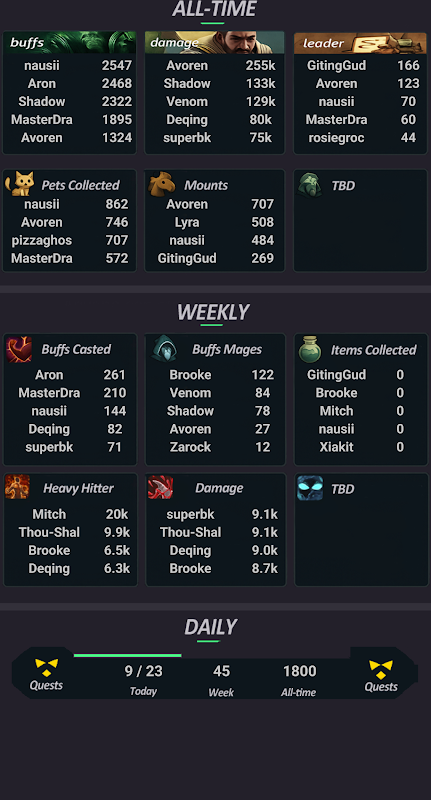 ALL-TIME
buffs
nausii 2547
Aron 2468
Shadow 2322
MasterDra 1895
Avoren 1324
damage
Avoren 255k
Shadow 133k
Venom 129k
Deqing 80k
superbk 75k
leader
GitingGud 166
Avoren 123
nausii 70
MasterDra 60
rosiegroc 44
Pets Collected
nausii 862
Avoren 746
pizzaghos 707
MasterDra 572
Mounts
Avoren 707
Lyra 508
nausii 484
GitingGud 269
TBD
WEEKLY
Buffs Casted
Aron 261
MasterDra 210
nausii 144
Deqing 82
superbk 71
Buffs Mages
Brooke 122
Venom 84
Shadow 78
Avoren 27
Zarock 12
Items Collected
GitingGud 0
Brooke 0
Mitch 0
nausii 0
Xiakit 0
Heavy Hitter
Mitch 20k
Thou-Shal 9.9k
Brooke 6.5k
Deqing 6.3k
Damage
superbk 9.1k
Thou-Shal 9.1k
Deqing 9.0k
Brooke 8.7k
TBD
DAILY
Quests
9 / 23
Today
45
Week
1800
All-time
Quests